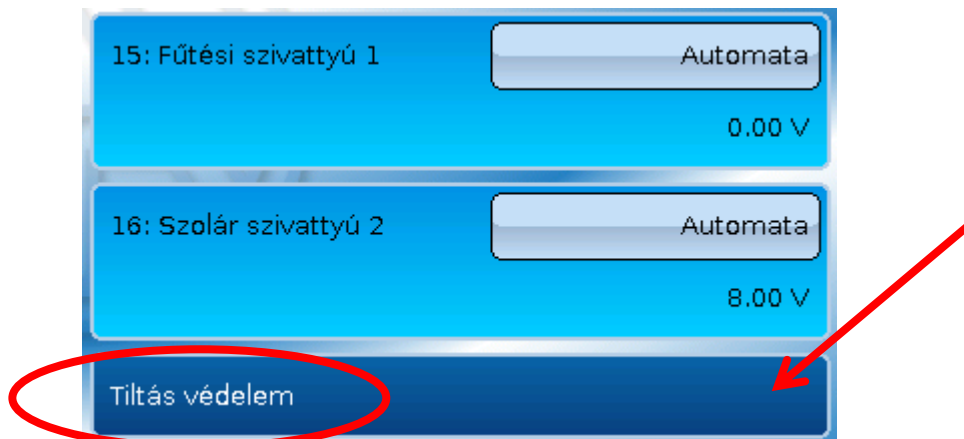 15: Fűtési szivattyú 1 Automata
0.00 V
16: Szolár szivattyú 2 Automata
8.00 V
Tiltás védelem